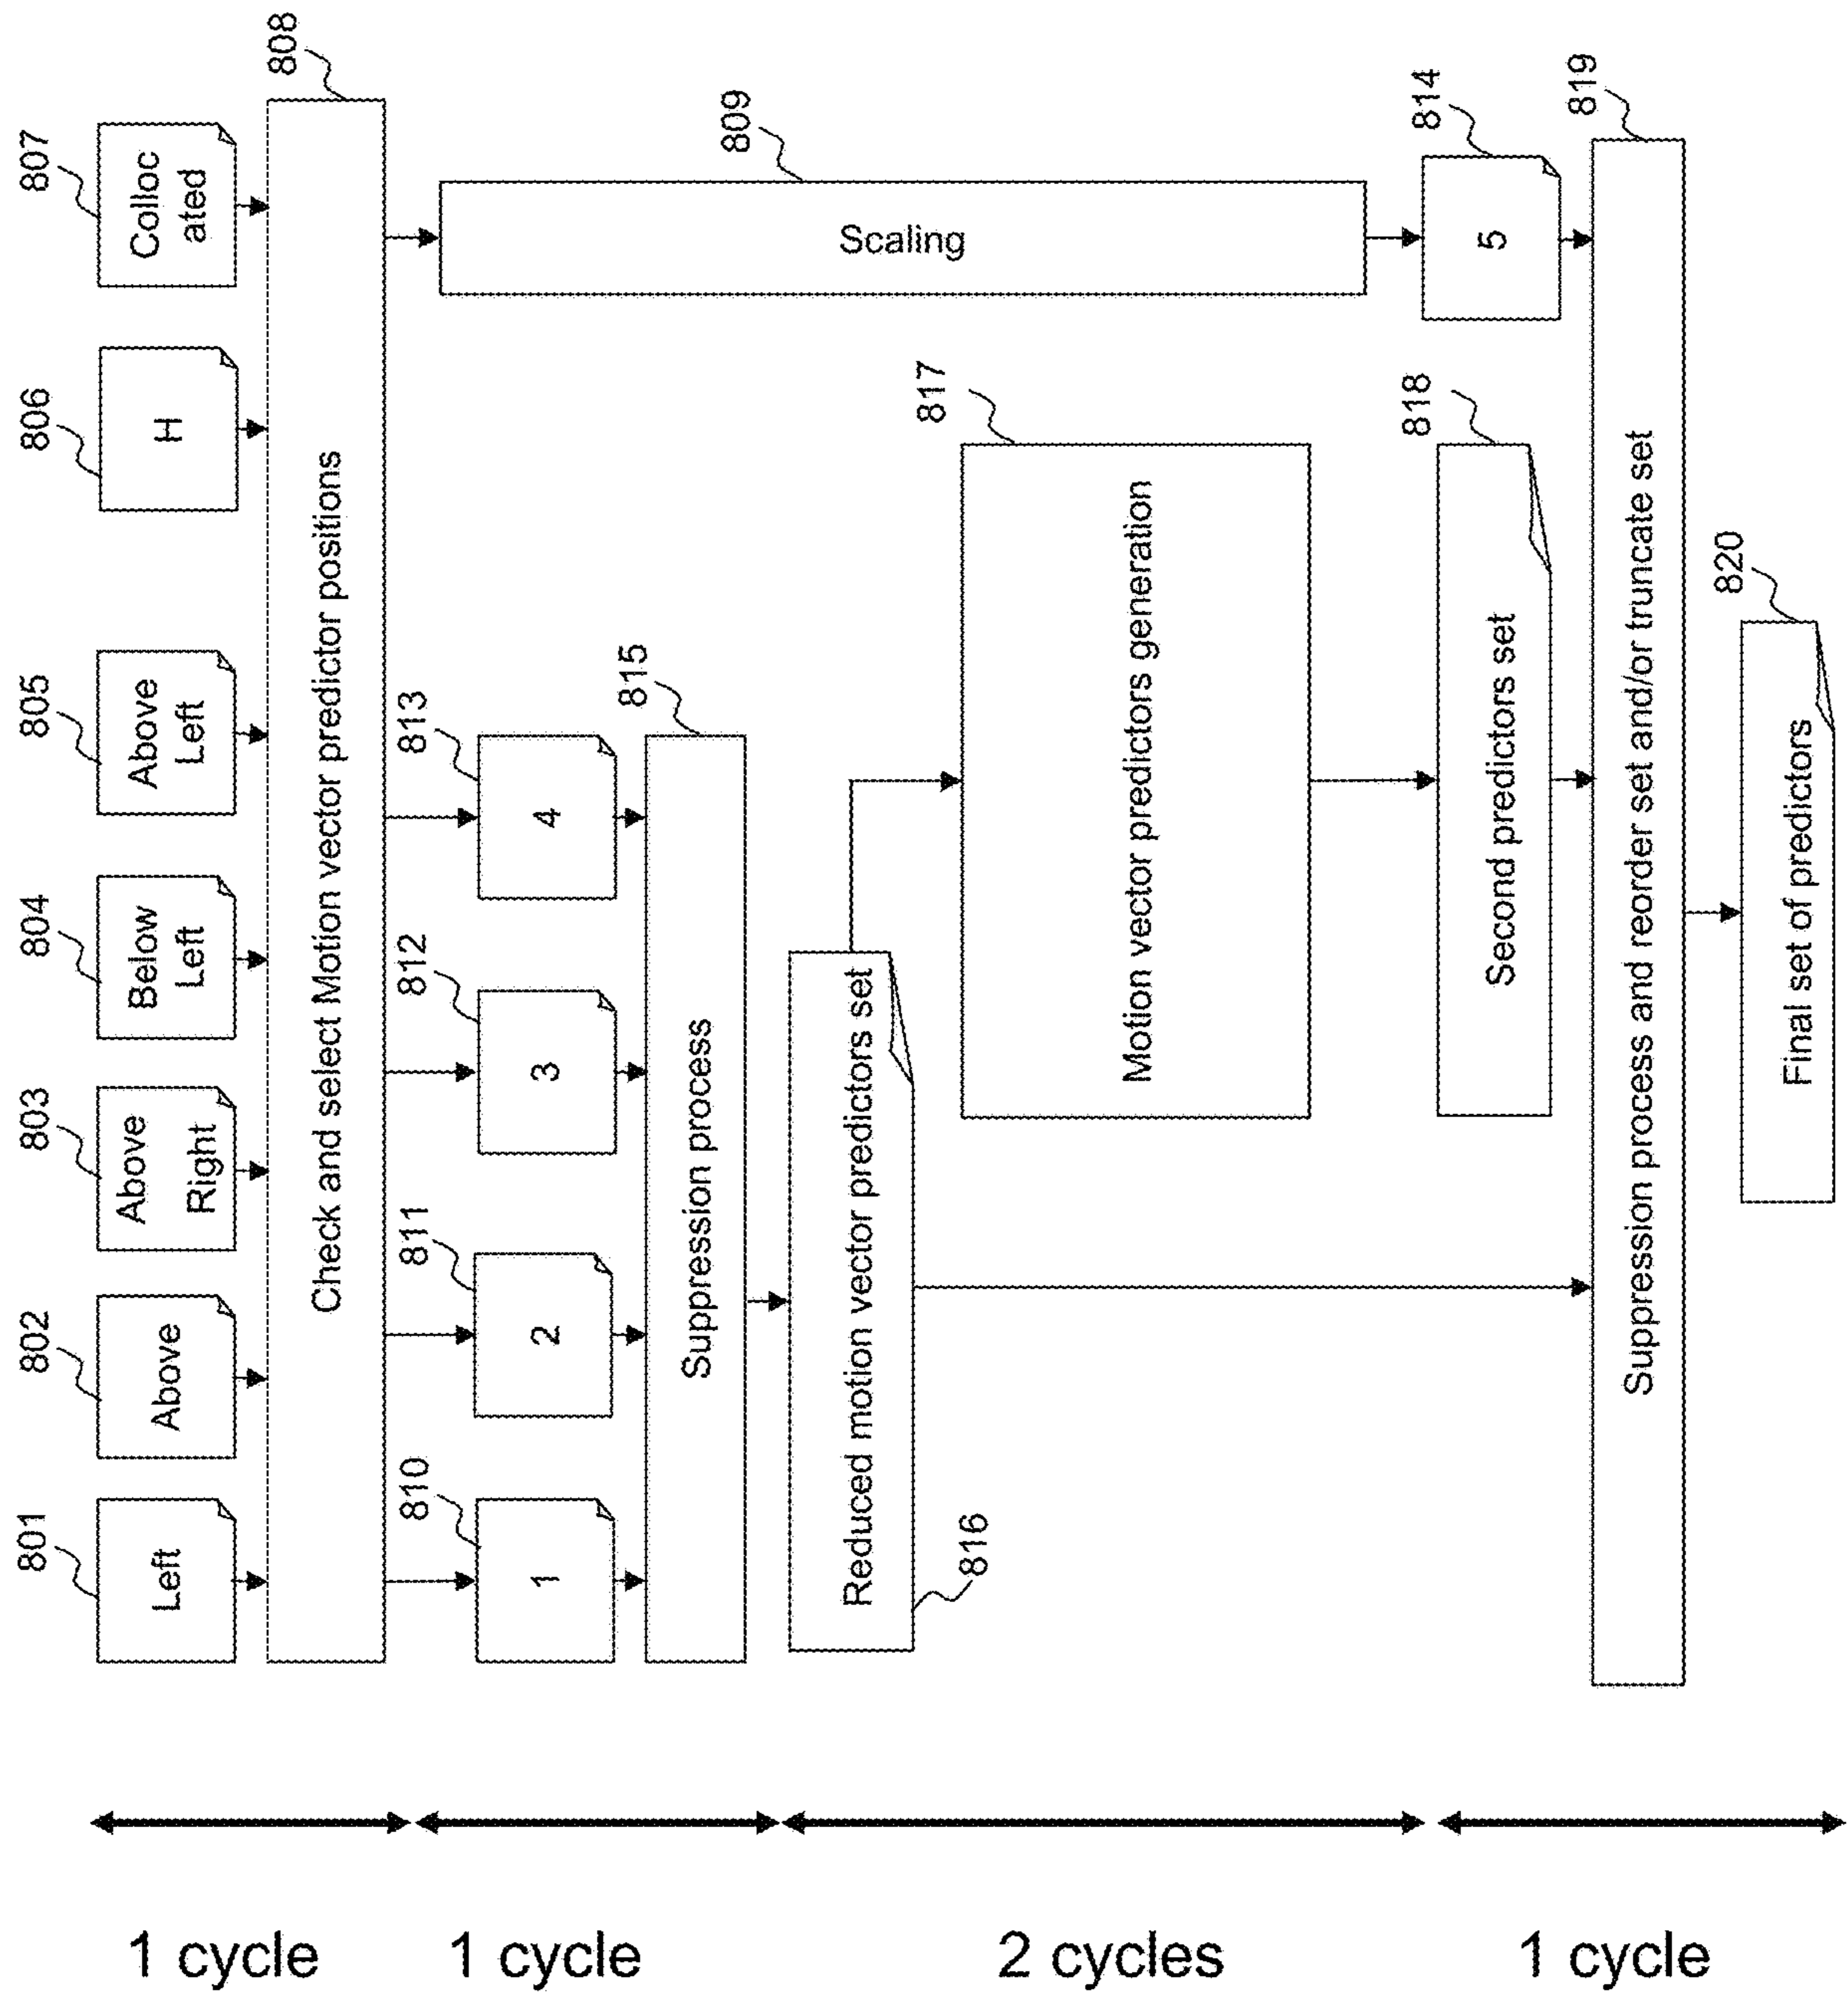 801
802
803
804
805
806
807
Left
Above
Above
Right
Below
Left
Above
Left
H
Colloc
ated
808
Check and select Motion vector predictor positions
1 cycle
810
811
812
813
809
1
2
3
4
Scaling
815
Suppression process
1 cycle
Reduced motion vector predictors set
816
817
Motion vector predictors generation
2 cycles
818
814
Second predictors set
5
819
Suppression process and reorder set and/or truncate set
820
Final set of predictors
1 cycle